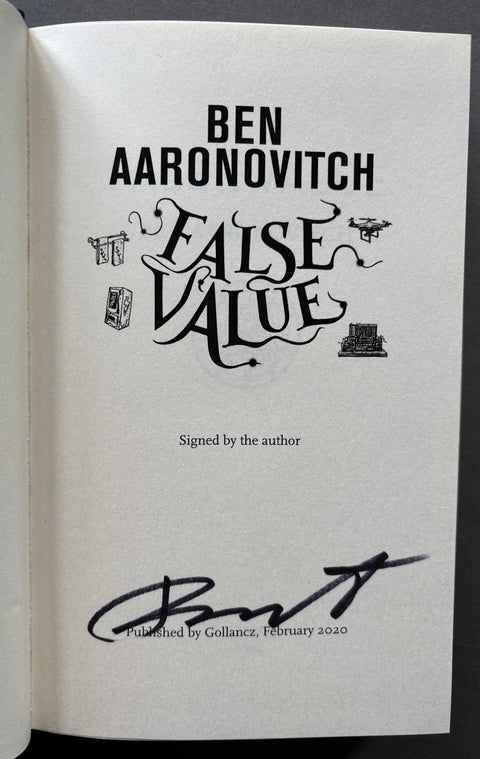 BEN
AARONOVITCH
FALSE
VALUE
Signed by the author
Published by Gollancz, February 2020